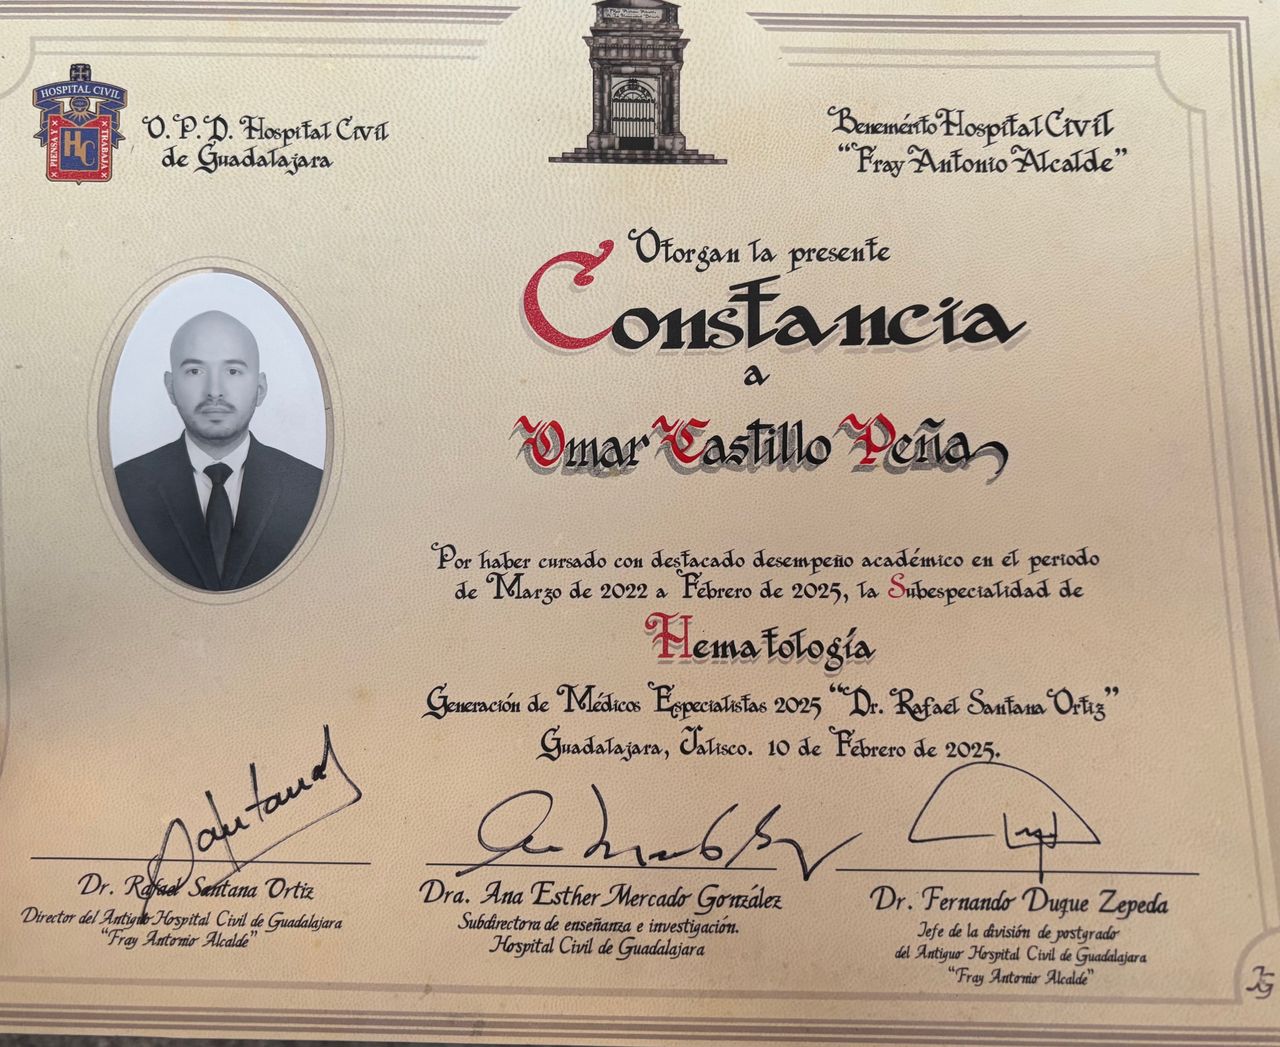 HOSPITAL CIVIL
PIENSA Y
TRABAJA
HC
O. P. D. Hospital Civil
de Guadalajara
Benemérito Hospital Civil
“Fray Antonio Alcalde”
Otorgan la presente
Constancia
a
Omar Castillo Peña
Por haber cursado con destacado desempeño académico en el periodo
de Marzo de 2022 a Febrero de 2025, la Subespecialidad de
Hematología
Generación de Médicos Especialistas 2025 “Dr. Rafael Santana Ortiz”
Guadalajara, Jalisco. 10 de Febrero de 2025.
Dr. Rafael Santana Ortiz
Director del Antiguo Hospital Civil de Guadalajara
“Fray Antonio Alcalde”
Dra. Ana Esther Mercado González
Subdirectora de enseñanza e investigación.
Hospital Civil de Guadalajara
Dr. Fernando Duque Zepeda
Jefe de la división de postgrado
del Antiguo Hospital Civil de Guadalajara
“Fray Antonio Alcalde”